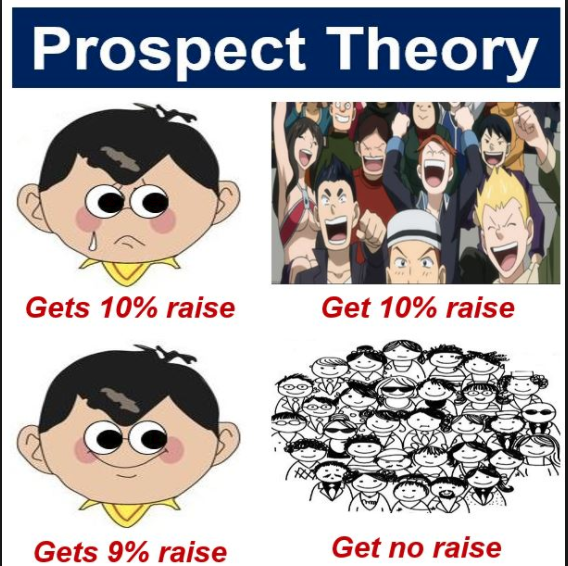 Prospect Theory
Gets 10% raise
Get 10% raise
Gets 9% raise
Get no raise